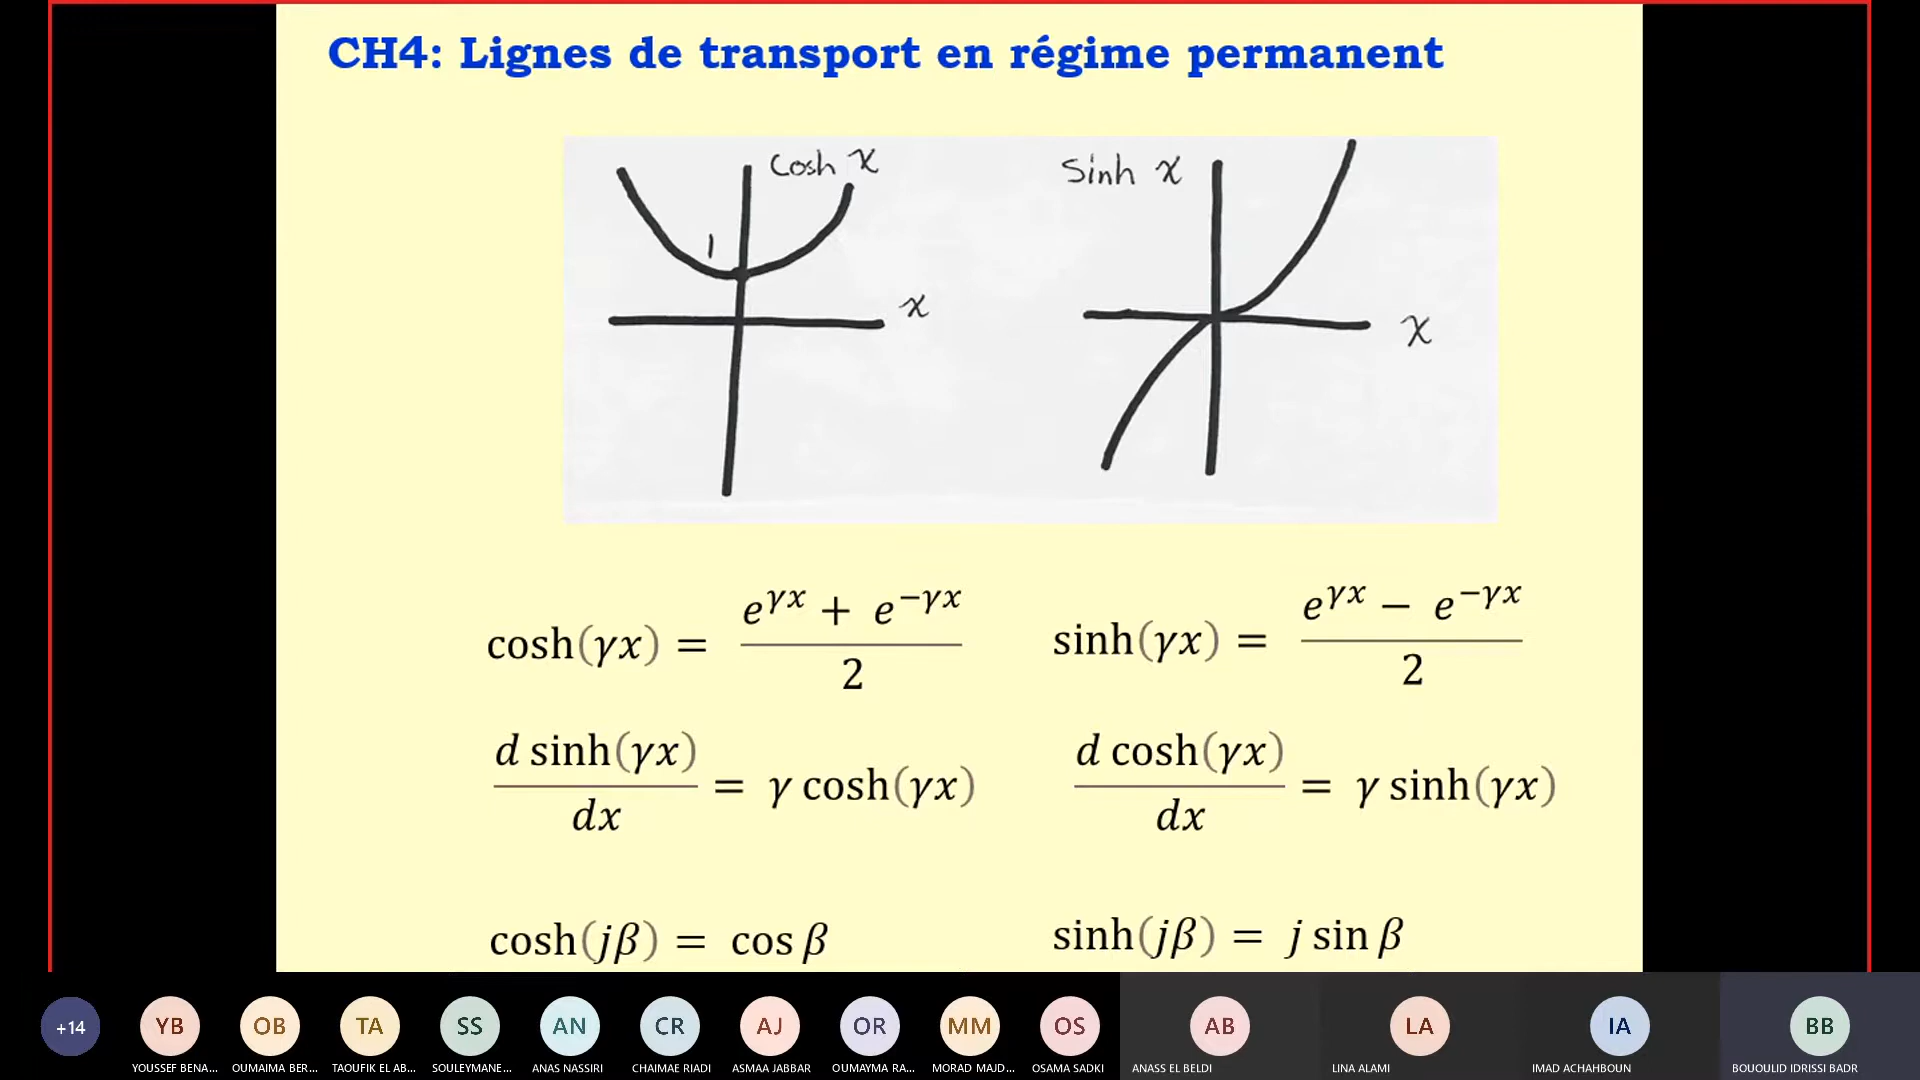 CH4: Lignes de transport en régime permanent
Cosh x
Sinh x
1
x
x
cosh(γx) = (e^{γx} + e^{−γx})/2
sinh(γx) = (e^{γx} − e^{−γx})/2
d sinh(γx)/dx = γ cosh(γx)
d cosh(γx)/dx = γ sinh(γx)
cosh(jβ) = cos β
sinh(jβ) = j sin β
+14
YB
OB
TA
SS
AN
CR
AJ
OR
MM
OS
AB
LA
IA
BB
YOUSSEF BENA...
OUMAIMA BER...
TAOUFIK EL AB...
SOULEYMANE...
ANAS NASSIRI
CHAIMAE RIADI
ASMAA JABBAR
OUMAYMA RA...
MORAD MAJD...
OSAMA SADKI
ANASS EL BELDI
LINA ALAMI
IMAD ACHAHBOUN
BOUOULID IDRISSI BADR